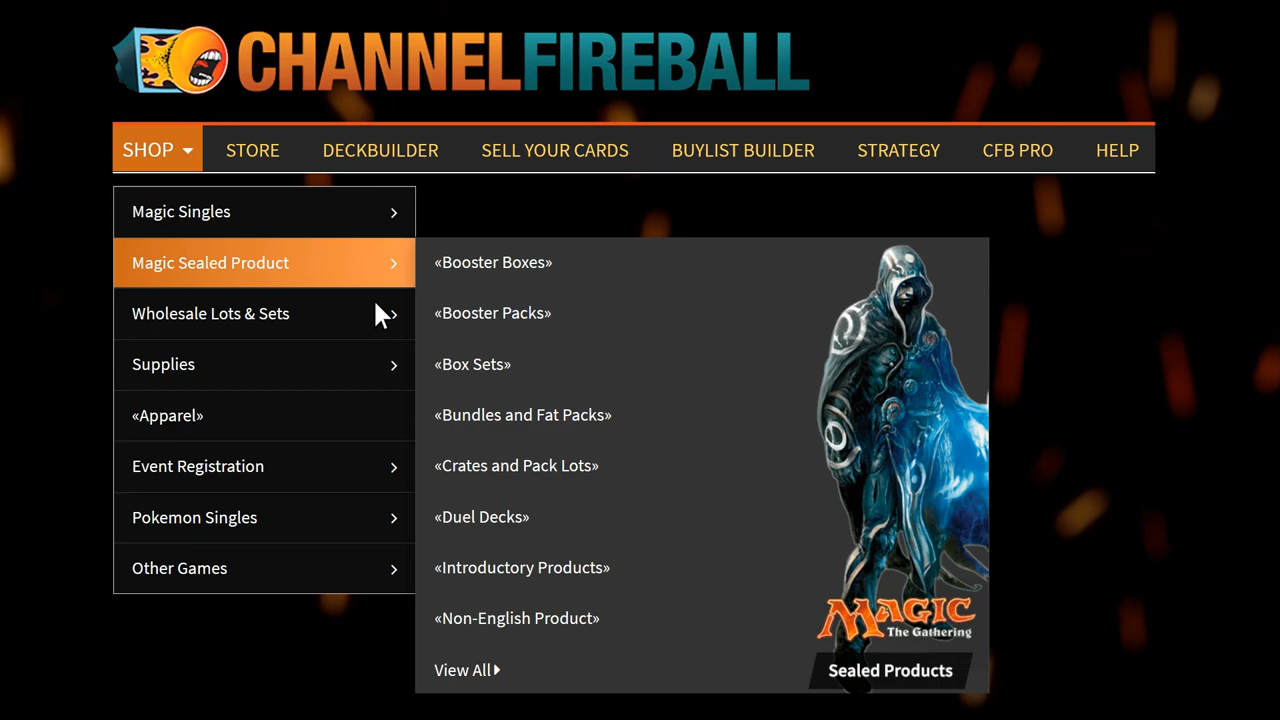 CHANNELFIREBALL
SHOP STORE DECKBUILDER SELL YOUR CARDS BUYLIST BUILDER STRATEGY CFB PRO HELP
Magic Singles
Magic Sealed Product
Wholesale Lots & Sets
Supplies
«Apparel»
Event Registration
Pokemon Singles
Other Games
«Booster Boxes»
«Booster Packs»
«Box Sets»
«Bundles and Fat Packs»
«Crates and Pack Lots»
«Duel Decks»
«Introductory Products»
«Non-English Product»
View All
MAGIC
The Gathering
Sealed Products